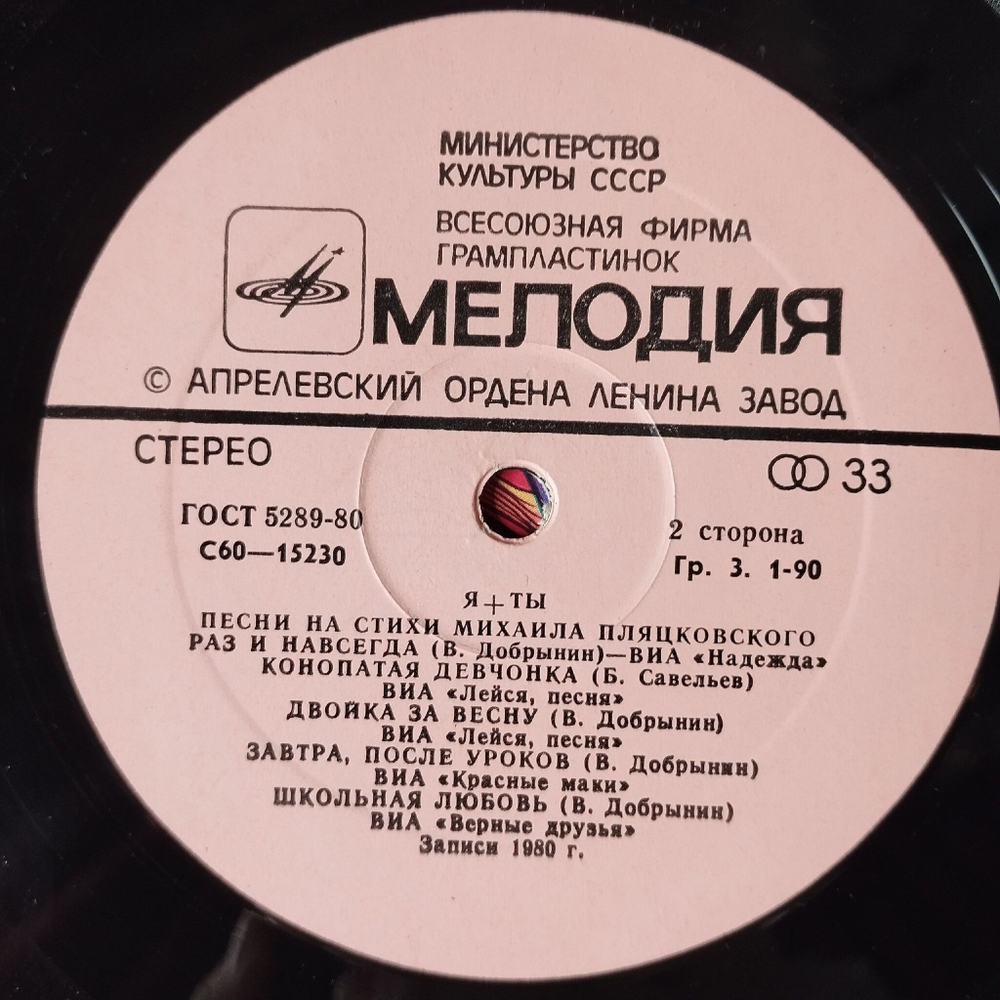 МИНИСТЕРСТВО
КУЛЬТУРЫ СССР
ВСЕСОЮЗНАЯ ФИРМА
ГРАМПЛАСТИНОК
МЕЛОДИЯ
© АПРЕЛЕВСКИЙ ОРДЕНА ЛЕНИНА ЗАВОД
СТЕРЕО
33
ГОСТ 5289-80
2 сторона
С60—15230
Гр. 3. 1-90
Я+ТЫ
ПЕСНИ НА СТИХИ МИХАИЛА ПЛЯЦКОВСКОГО
РАЗ И НАВСЕГДА (В. Добрынин)—ВИА «Надежда»
КОНОПАТАЯ ДЕВЧОНКА (Б. Савельев)
ВИА «Лейся, песня»
ДВОЙКА ЗА ВЕСНУ (В. Добрынин)
ВИА «Лейся, песня»
ЗАВТРА, ПОСЛЕ УРОКОВ (В. Добрынин)
ВИА «Красные маки»
ШКОЛЬНАЯ ЛЮБОВЬ (В. Добрынин)
ВИА «Верные друзья»
Записи 1980 г.